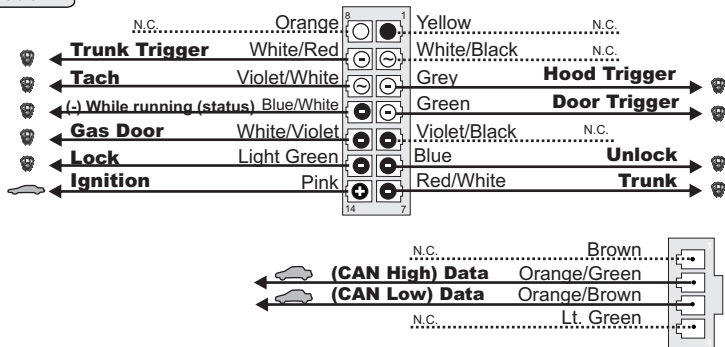 N.C. Orange 8 1 Yellow N.C.
Trunk Trigger White/Red White/Black N.C.
Tach Violet/White Grey Hood Trigger
(-) While running (status) Blue/White Green Door Trigger
Gas Door White/Violet Violet/Black N.C.
Lock Light Green Blue Unlock
Ignition Pink Red/White Trunk
14 7
N.C. Brown
(CAN High) Data Orange/Green
(CAN Low) Data Orange/Brown
N.C. Lt. Green